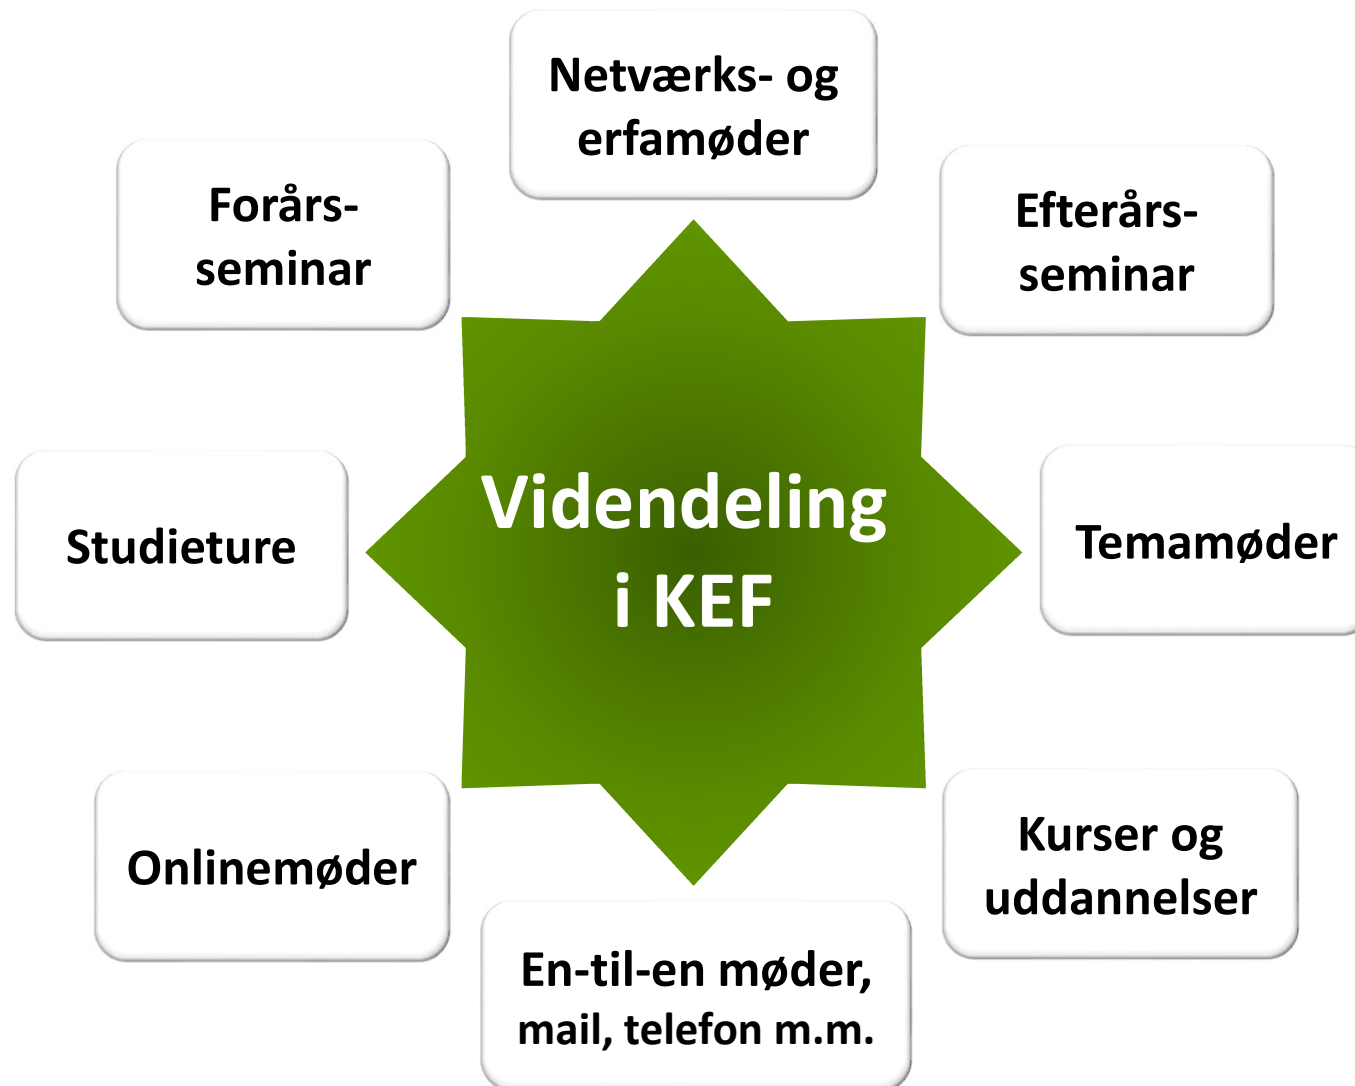 Netværks- og
erfamøder
Forårs-
seminar
Efterårs-
seminar
Studieture
Videndeling
i KEF
Temamøder
Onlinemøder
Kurser og
uddannelser
En-til-en møder,
mail, telefon m.m.